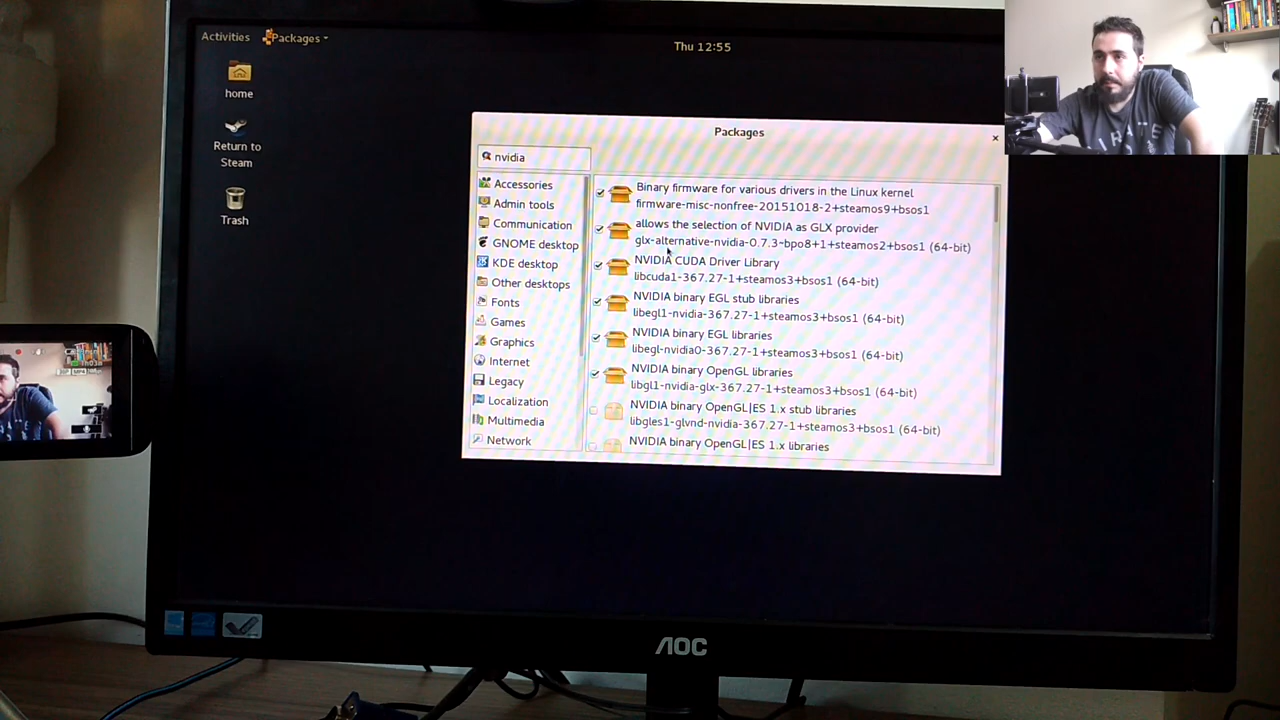 Activities
Packages
Thu 12:55
home
Return to
Steam
Trash
Packages
nvidia
Accessories
Admin tools
Communication
GNOME desktop
KDE desktop
Other desktops
Fonts
Games
Graphics
Internet
Legacy
Localization
Multimedia
Network
Binary firmware for various drivers in the Linux kernel
firmware-misc-nonfree-20151018-2+steamos9+bsos1
allows the selection of NVIDIA as GLX provider
glx-alternative-nvidia-0.7.3~bpo8+1+steamos2+bsos1 (64-bit)
NVIDIA CUDA Driver Library
libcuda1-367.27-1+steamos3+bsos1 (64-bit)
NVIDIA binary EGL stub libraries
libegl1-nvidia-367.27-1+steamos3+bsos1 (64-bit)
NVIDIA binary EGL libraries
libegl-nvidia0-367.27-1+steamos3+bsos1 (64-bit)
NVIDIA binary OpenGL libraries
libgl1-nvidia-glx-367.27-1+steamos3+bsos1 (64-bit)
NVIDIA binary OpenGL|ES 1.x stub libraries
libgles1-glvnd-nvidia-367.27-1+steamos3+bsos1 (64-bit)
NVIDIA binary OpenGL|ES 1.x libraries
AOC